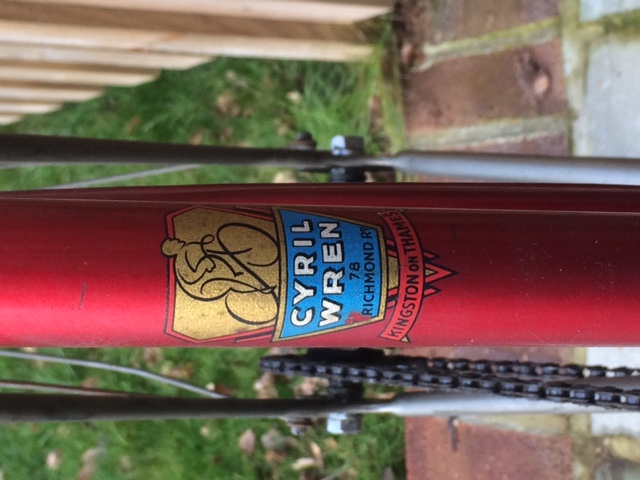 CYRIL
WREN
78
RICHMOND RD
KINGSTON ON THAMES